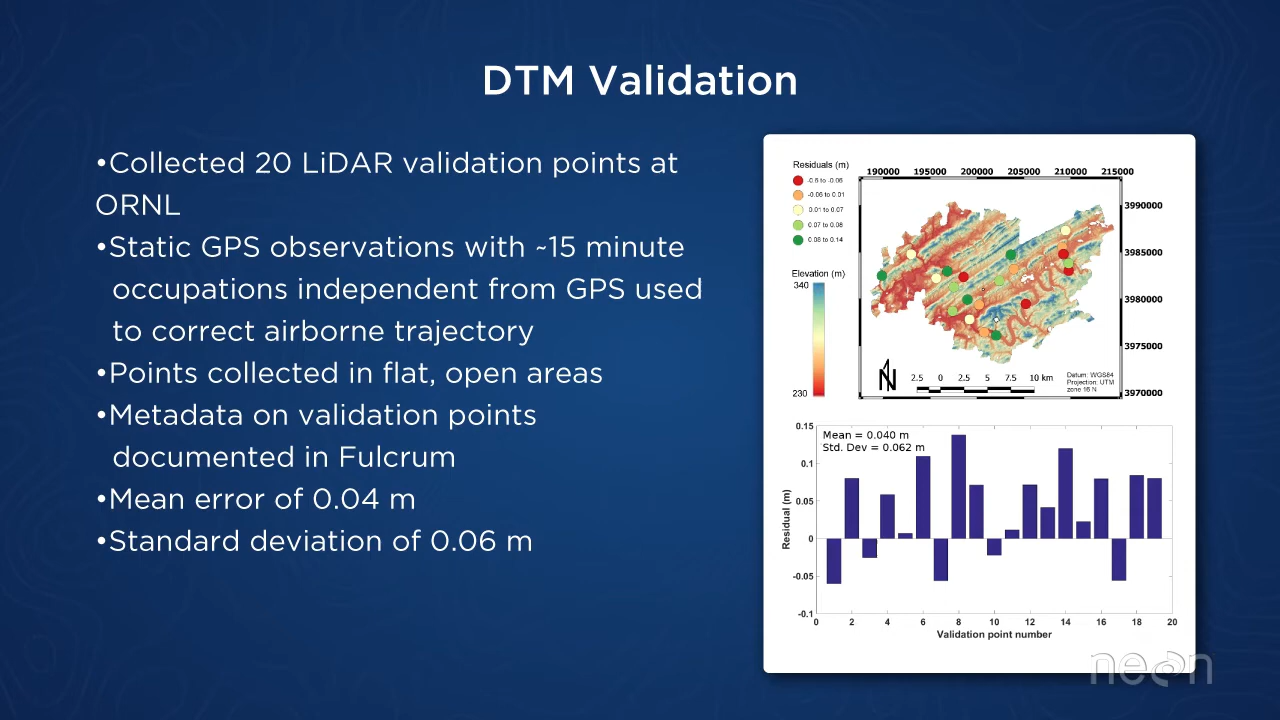 DTM Validation
•Collected 20 LiDAR validation points at
ORNL
•Static GPS observations with ~15 minute
occupations independent from GPS used
to correct airborne trajectory
•Points collected in flat, open areas
•Metadata on validation points
documented in Fulcrum
•Mean error of 0.04 m
•Standard deviation of 0.06 m
Residuals (m)
-0.6 to -0.06
-0.06 to 0.01
0.01 to 0.07
0.07 to 0.08
0.08 to 0.14
Elevation (m)
340
230
190000 195000 200000 205000 210000 215000
3990000
3985000
3980000
3975000
3970000
N
2.5 0 2.5 5 7.5 10 km
Datum: WGS84
Projection: UTM
zone 16 N
Mean = 0.040 m
Std. Dev = 0.062 m
0.15
0.1
0.05
0
-0.05
-0.1
Residual (m)
0 2 4 6 8 10 12 14 16 18 20
Validation point number
neon